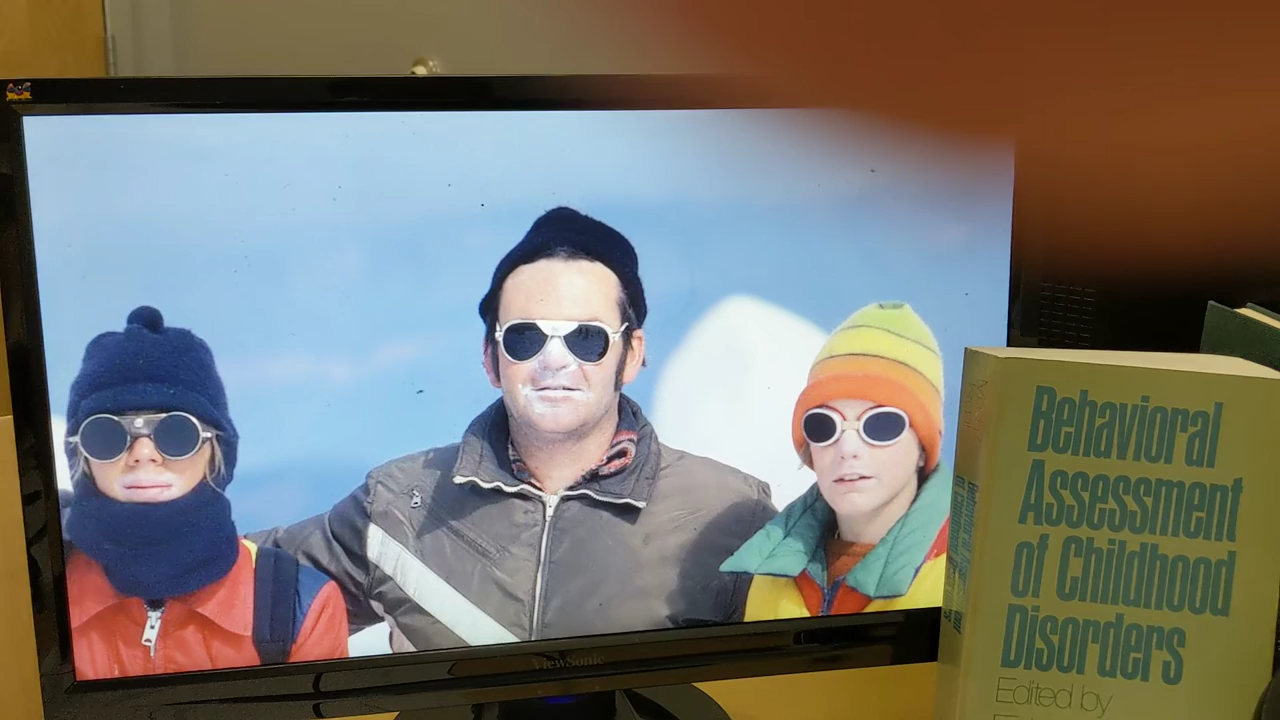 ViewSonic
Behavioral
Assessment
of Childhood
Disorders
Edited by